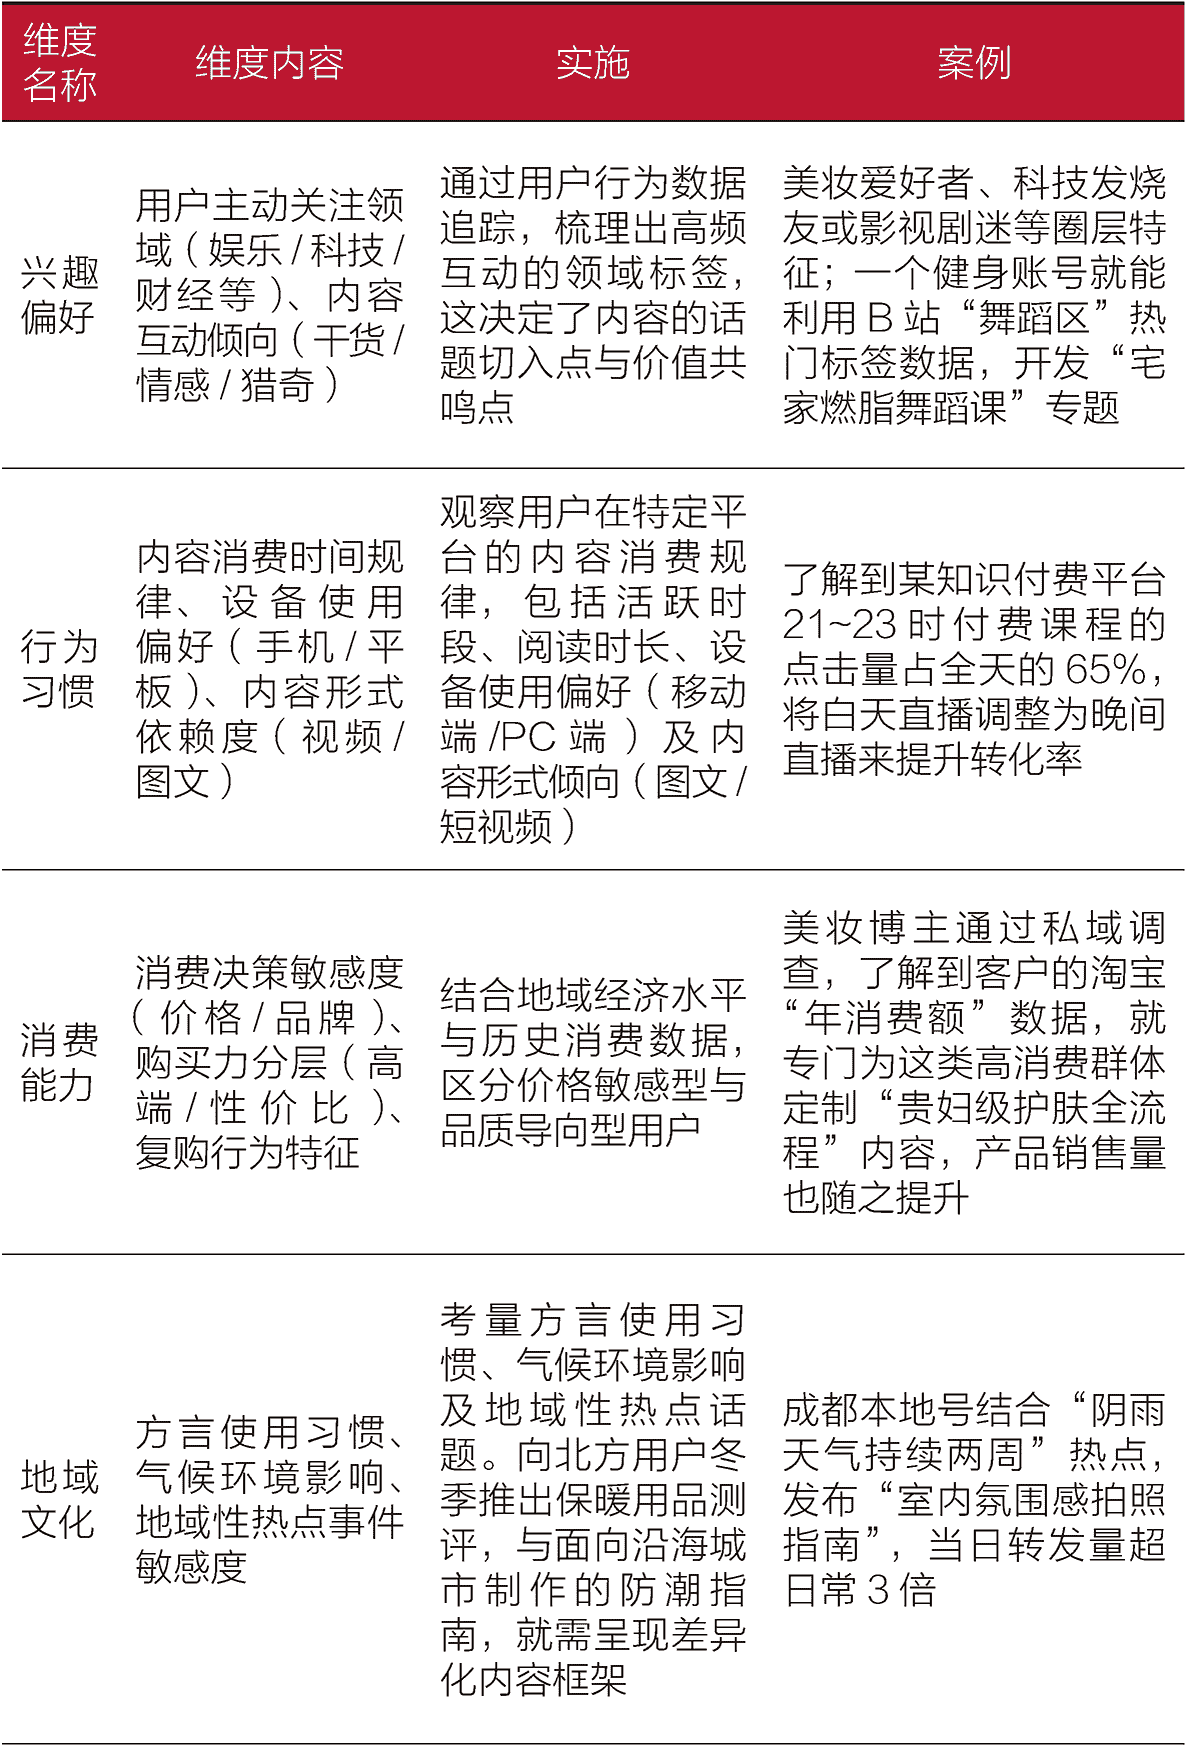 维度
名称
维度内容
实施
案例
兴趣
偏好
用户主动关注领
域（娱乐/科技/
财经等）、内容
互动倾向（干货/
情感/猎奇）
通过用户行为数据
追踪，梳理出高频
互动的领域标签，
这决定了内容的话
题切入点与价值共
鸣点
美妆爱好者、科技发烧
友或影视剧迷等圈层特
征；一个健身账号就能
利用B站“舞蹈区”热
门标签数据，开发“宅
家燃脂舞蹈课”专题
行为
习惯
内容消费时间规
律、设备使用
偏好（手机/平
板）、内容形式
依赖度（视频/
图文）
观察用户在特定平
台的内容消费规
律，包括活跃时
段、阅读时长、设
备使用偏好（移动
端/PC端）及内
容形式倾向（图文/
短视频）
了解到某知识付费平台
21~23时付费课程的
点击量占全天的65%，
将白天直播调整为晚间
直播来提升转化率
消费
能力
消费决策敏感度
（价格/品牌）、
购买力分层（高
端/性价比）、
复购行为特征
结合地域经济水平
与历史消费数据，
区分价格敏感型与
品质导向型用户
美妆博主通过私域调
查，了解到客户的淘宝
“年消费额”数据，就
专门为这类高消费群体
定制“贵妇级护肤全流
程”内容，产品销售量
也随之提升
地域
文化
方言使用习惯、
气候环境影响、
地域性热点事件
敏感度
考量方言使用习
惯、气候环境影响
及地域性热点话
题。向北方用户冬
季推出保暖用品测
评，与面向沿海城
市制作的防潮指
南，就需呈现差异
化内容框架
成都本地号结合“阴雨
天气持续两周”热点，
发布“室内氛围感拍照
指南”，当日转发量超
日常3倍